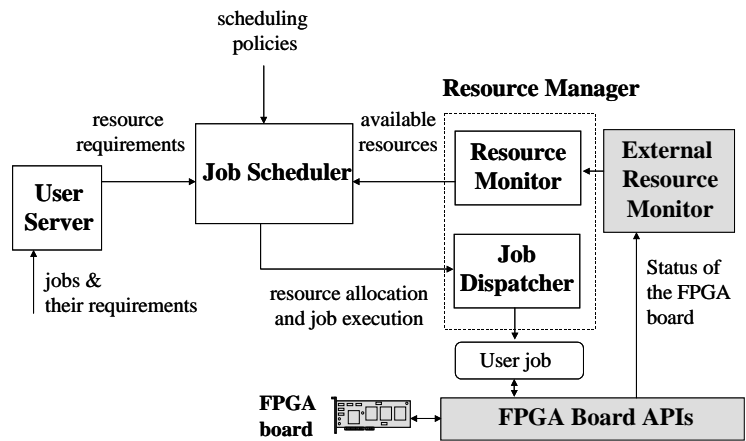 scheduling
policies
Resource Manager
resource
requirements
available
resources
Job Scheduler
Resource
Monitor
External
Resource
Monitor
User
Server
Job
Dispatcher
jobs &
their requirements
resource allocation
and job execution
Status of
the FPGA
board
User job
FPGA
board
FPGA Board APIs